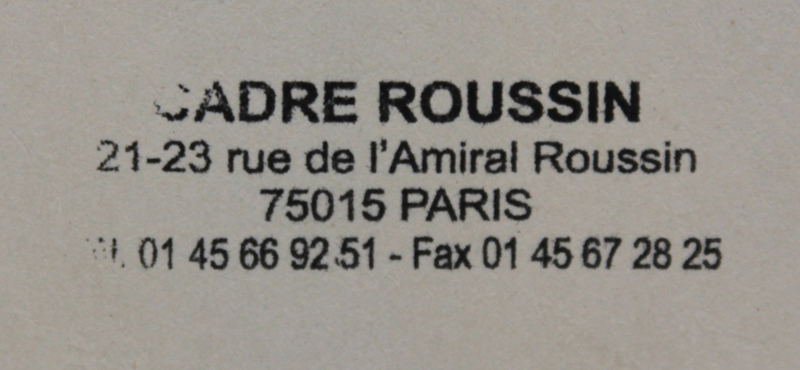 CADRE ROUSSIN
21-23 rue de l'Amiral Roussin
75015 PARIS
01 45 66 92 51 - Fax 01 45 67 28 25